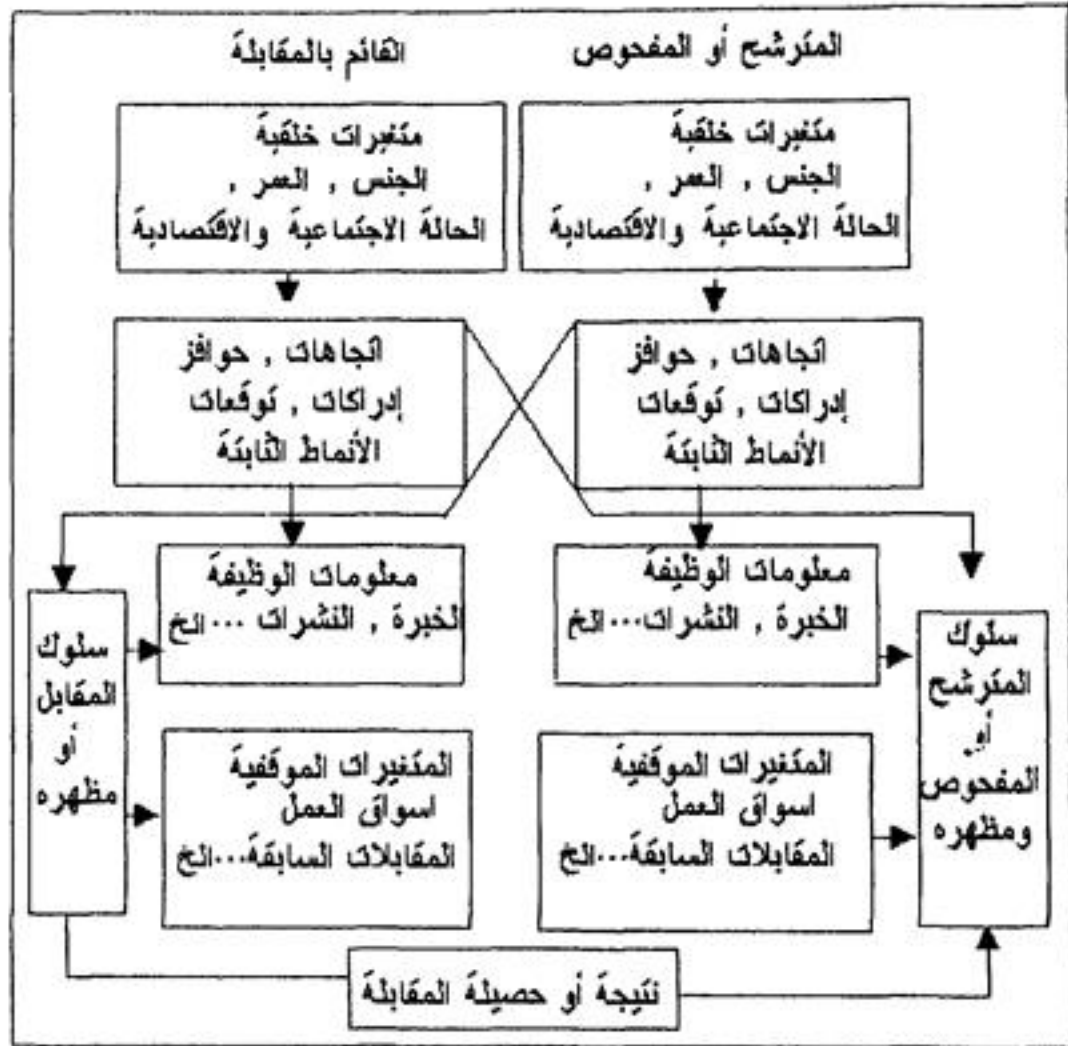 المترشح أو المفحوص
القائم بالمقابلة
متغيرات خلقية
الجنس , العمر ,
الحالة الاجتماعية والاقتصادية
متغيرات خلقية
الجنس , العمر ,
الحالة الاجتماعية والاقتصادية
اتجاهات , حوافز
إدراكات , توقعات
الأنماط الثابتة
اتجاهات , حوافز
إدراكات , توقعات
الأنماط الثابتة
معلومات الوظيفة
الخبرة , النشرات...الخ
معلومات الوظيفة
الخبرة , النشرات ...الخ
سلوك
المترشح
أو
المفحوص
ومظهره
المتغيرات الموقفية
اسواق العمل
المقابلات السابقة...الخ
المتغيرات الموقفية
اسواق العمل
المقابلات السابقة...الخ
سلوك
المقابل
أو
مظهره
نتيجة أو حصيلة المقابلة